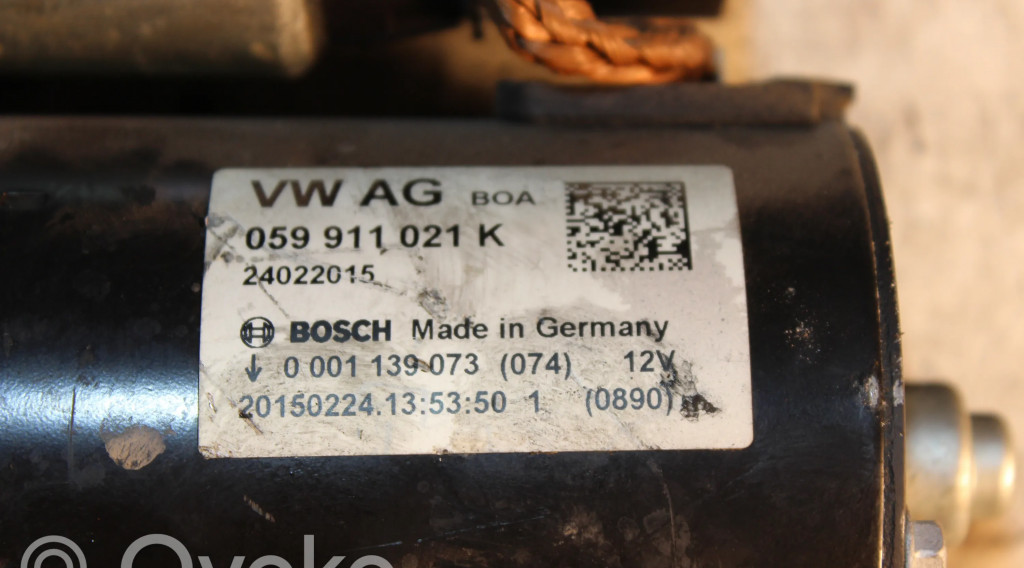 VW AG BOA
059 911 021 K
24022015
BOSCH Made in Germany
↓ 0 001 139 073 (074) 12V
20150224.13:53:50 1 (0890)
© Ovoko